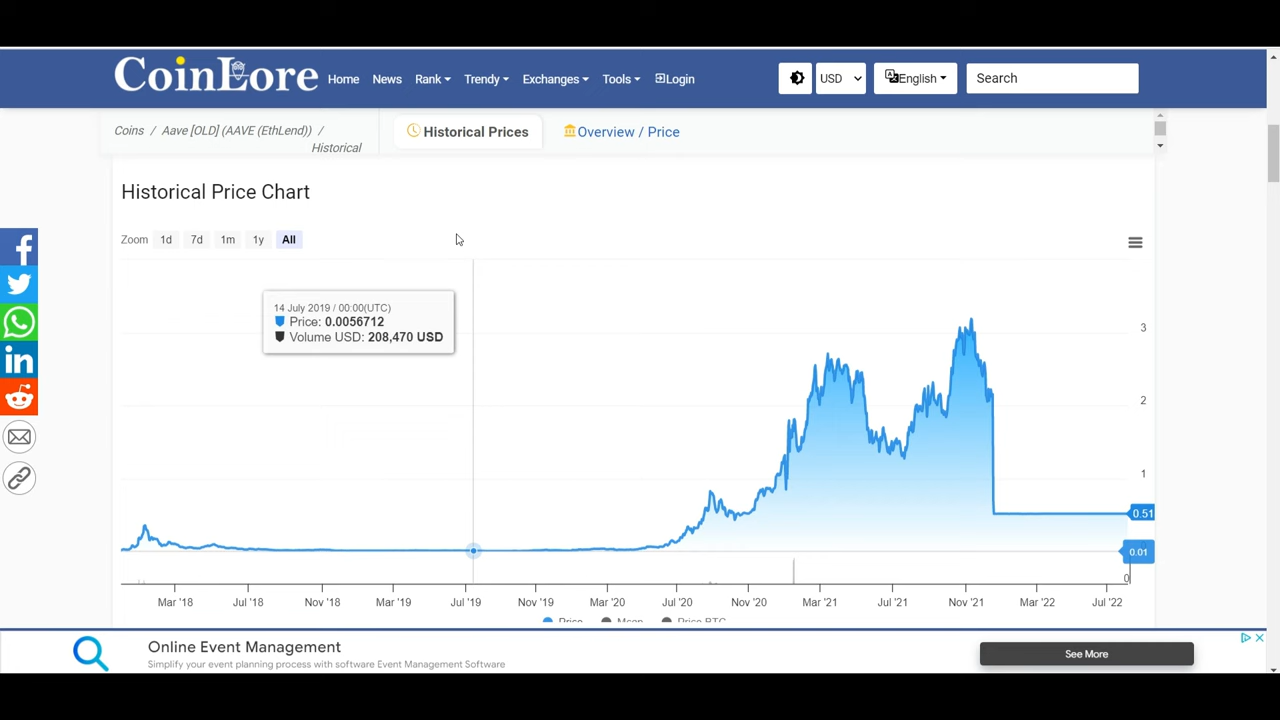 CoinLore Home News Rank Trendy Exchanges Tools Login USD English Search
Coins / Aave [OLD] (AAVE (EthLend)) /
Historical
Historical Prices Overview / Price
Historical Price Chart
Zoom 1d 7d 1m 1y All
14 July 2019 / 00:00(UTC)
Price: 0.0056712
Volume USD: 208,470 USD
3
2
1
0.51
0.01
0
Mar '18 Jul '18 Nov '18 Mar '19 Jul '19 Nov '19 Mar '20 Jul '20 Nov '20 Mar '21 Jul '21 Nov '21 Mar '22 Jul '22
Price Mcap Price BTC
Online Event Management
Simplify your event planning process with software Event Management Software
See More